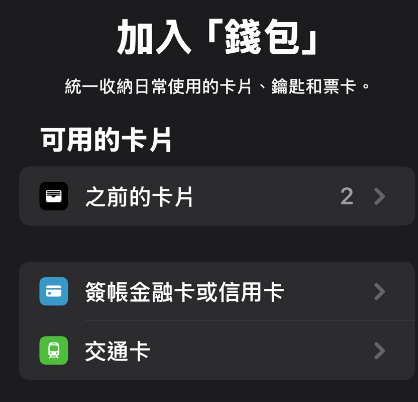 加入「錢包」
統一收納日常使用的卡片、鑰匙和票卡。
可用的卡片
之前的卡片 2
簽帳金融卡或信用卡
交通卡